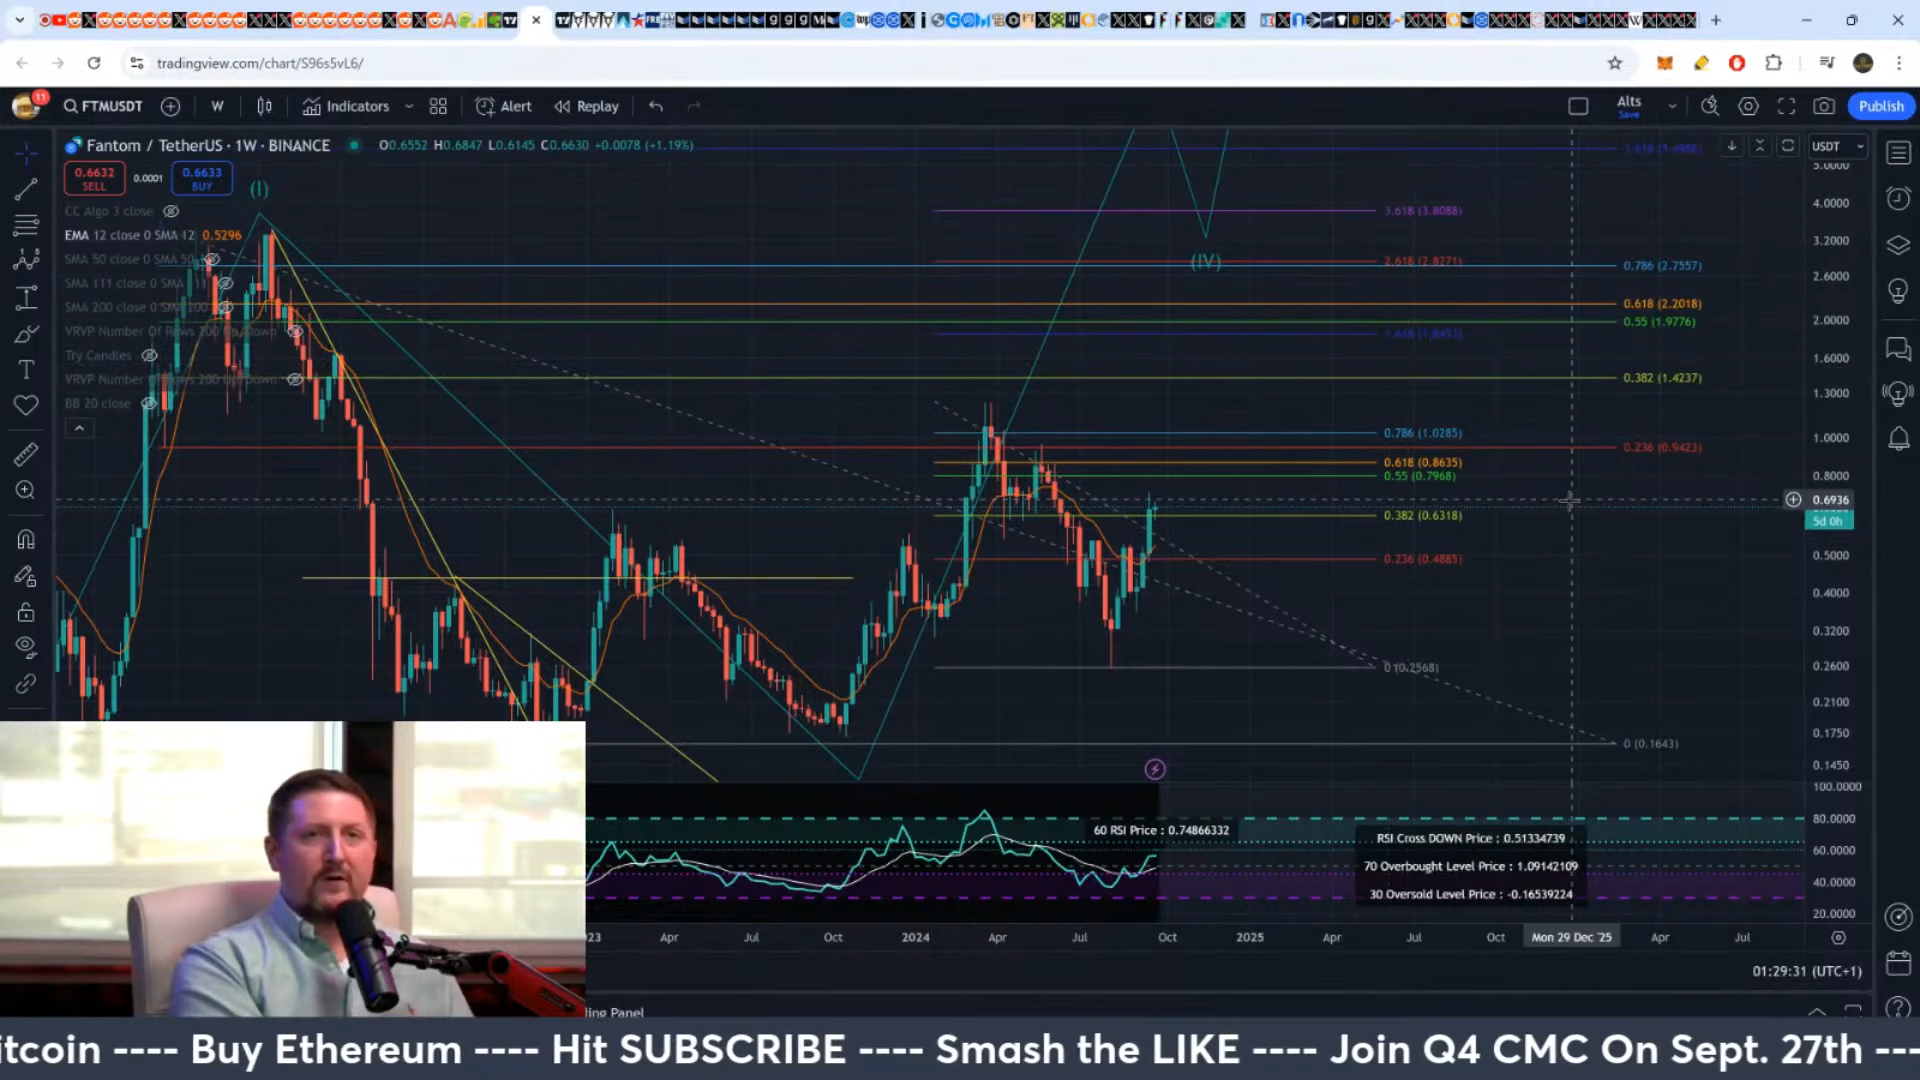 tradingview.com/chart/S96s5vL6/
11
FTMUSDT
W
Indicators
Alert
Replay
Alts
Save
Publish
Fantom / TetherUS · 1W · BINANCE
O0.6552 H0.6847 L0.6145 C0.6630 +0.0078 (+1.19%)
0.6632
SELL
0.0001
0.6633
BUY
CC Algo 3 close
EMA 12 close 0 SMA 12 0.5296
SMA 50 close 0 SMA 50
SMA 111 close 0 SMA 111
SMA 200 close 0 SMA 200
VRVP Number Of Rows 200 Up/Down
Try Candles
VRVP Number Of Rows 200 Up/Down
BB 20 close
(I)
(IV)
3.618 (3.8088)
2.618 (2.8271)
0.786 (2.7557)
0.618 (2.2018)
0.55 (1.9776)
0.382 (1.4237)
0.786 (1.0285)
0.236 (0.9423)
0.618 (0.8635)
0.55 (0.7968)
0.382 (0.6318)
0.236 (0.4885)
0 (0.2568)
0 (0.1643)
USDT
5.0000
4.0000
3.2000
2.6000
2.0000
1.6000
1.3000
1.0000
0.8000
0.6936
5d 0h
0.5000
0.4000
0.3200
0.2600
0.2100
0.1750
0.1450
100.0000
80.0000
60.0000
40.0000
20.0000
60 RSI Price : 0.74866332
RSI Cross DOWN Price : 0.51334739
70 Overbought Level Price : 1.09142109
30 Oversold Level Price : -0.16539224
Apr
Jul
Oct
2024
Apr
Jul
Oct
2025
Apr
Jul
Oct
Mon 29 Dec '25
Apr
Jul
01:29:31 (UTC+1)
itcoin ---- Buy Ethereum ---- Hit SUBSCRIBE ---- Smash the LIKE ---- Join Q4 CMC On Sept. 27th ---